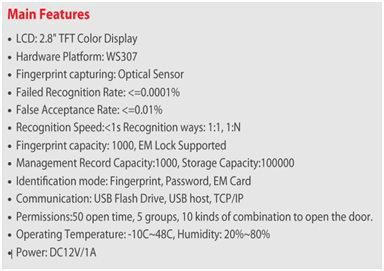 Main Features
• LCD: 2.8" TFT Color Display
• Hardware Platform: WS307
• Fingerprint capturing: Optical Sensor
• Failed Recognition Rate: <=0.0001%
• False Acceptance Rate: <=0.01%
• Recognition Speed:<1s Recognition ways: 1:1, 1:N
• Fingerprint capacity: 1000, EM Lock Supported
• Management Record Capacity:1000, Storage Capacity:100000
• Identification mode: Fingerprint, Password, EM Card
• Communication: USB Flash Drive, USB host, TCP/IP
• Permissions:50 open time, 5 groups, 10 kinds of combination to open the door.
• Operating Temperature: -10C~48C, Humidity: 20%~80%
• Power: DC12V/1A